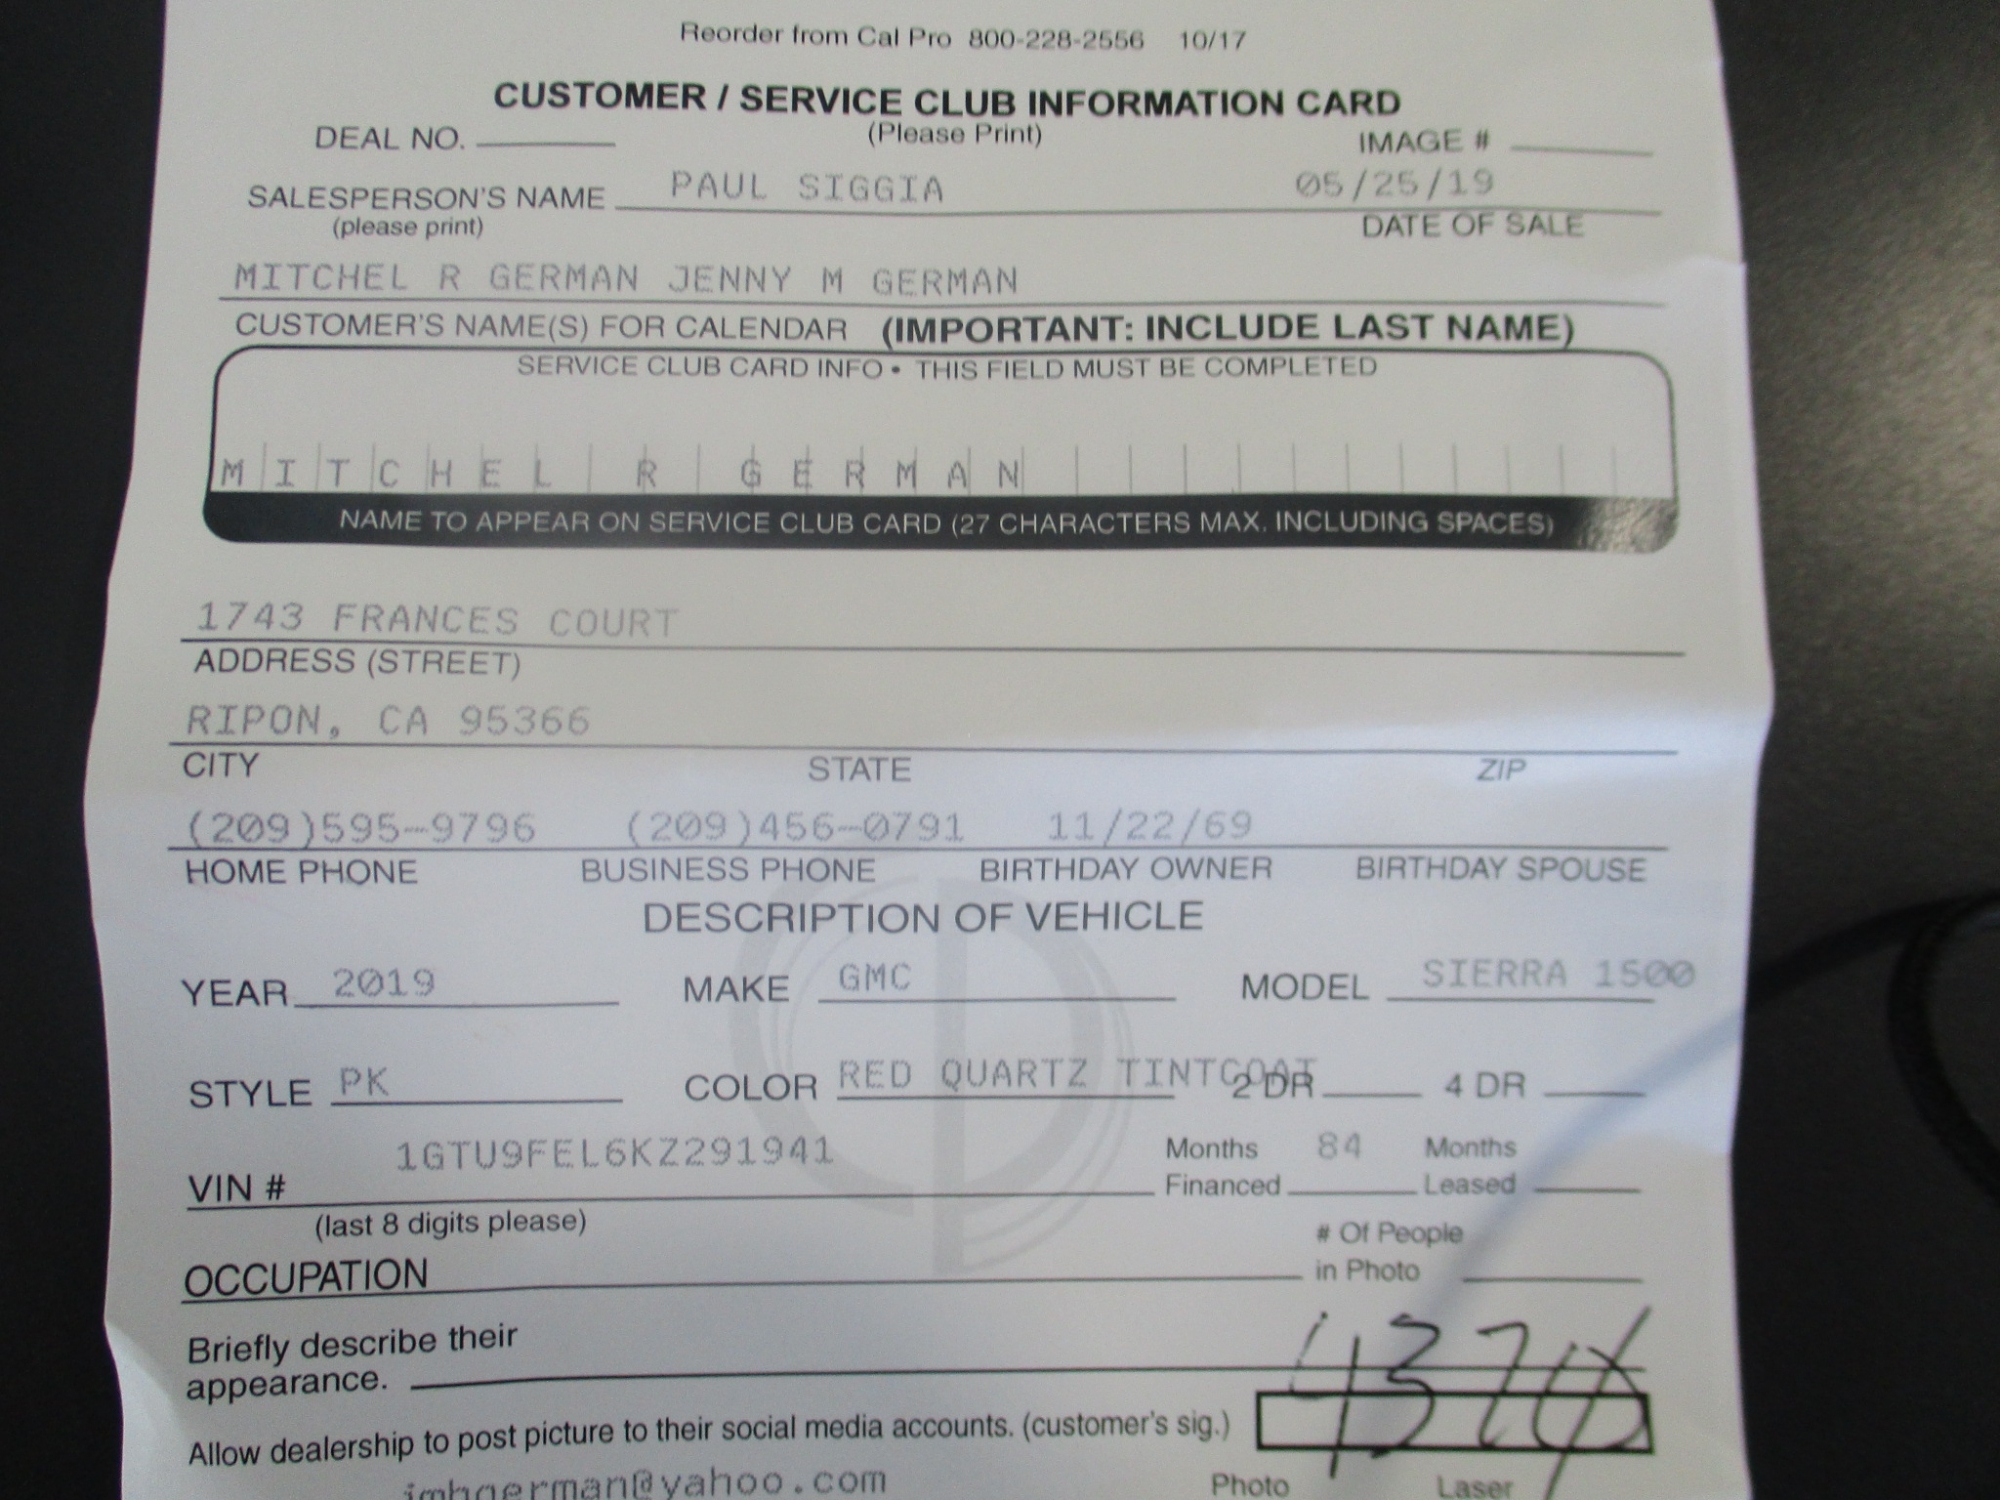 Reorder from Cal Pro 800-228-2556 10/17
CUSTOMER / SERVICE CLUB INFORMATION CARD
DEAL NO. (Please Print) IMAGE #
SALESPERSON'S NAME PAUL SIGGIA 05/25/19
(please print) DATE OF SALE
MITCHEL R GERMAN JENNY M GERMAN
CUSTOMER'S NAME(S) FOR CALENDAR (IMPORTANT: INCLUDE LAST NAME)
SERVICE CLUB CARD INFO • THIS FIELD MUST BE COMPLETED
MITCHEL R GERMAN
NAME TO APPEAR ON SERVICE CLUB CARD (27 CHARACTERS MAX. INCLUDING SPACES)
1743 FRANCES COURT
ADDRESS (STREET)
RIPON, CA 95366
CITY STATE ZIP
(209)595-9796 (209)456-0791 11/22/69
HOME PHONE BUSINESS PHONE BIRTHDAY OWNER BIRTHDAY SPOUSE
DESCRIPTION OF VEHICLE
YEAR 2019 MAKE GMC MODEL SIERRA 1500
STYLE PK COLOR RED QUARTZ TINTCOAT 2 DR 4 DR
VIN # 1GTU9FEL6KZ291941 Months Financed 84 Months Leased
(last 8 digits please)
OCCUPATION # Of People in Photo
Briefly describe their
appearance.
Allow dealership to post picture to their social media accounts. (customer's sig.)
Photo Laser